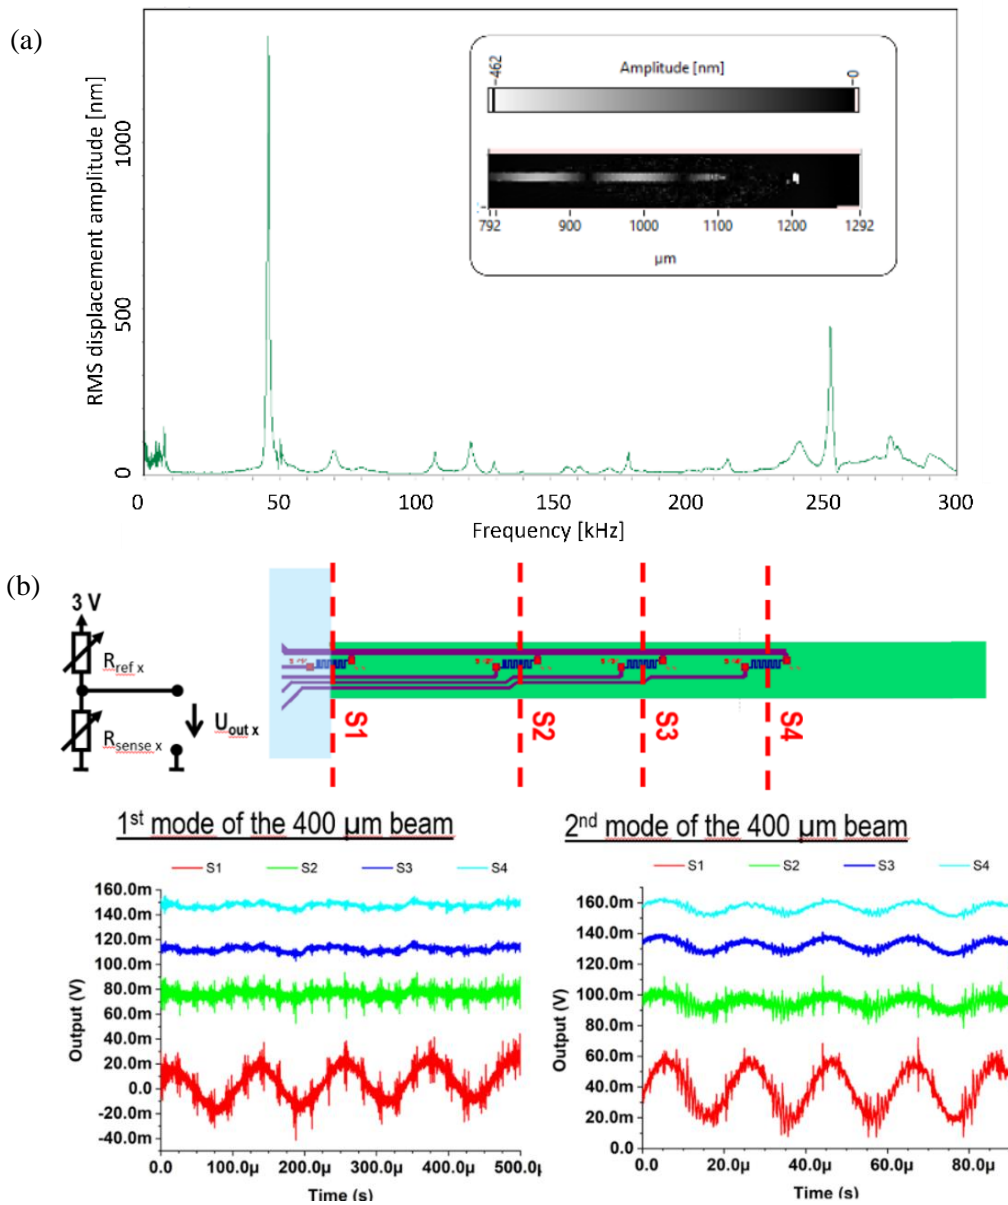 (a)
RMS displacement amplitude [nm]
1000
500
0
0 50 100 150 200 250 300
Frequency [kHz]
Amplitude [nm]
462
0
792 900 1000 1100 1200 1292
µm
(b)
3 V
R ref x
R sense x
U out x
S1
S2
S3
S4
1st mode of the 400 µm beam
S1 S2 S3 S4
160.0m
140.0m
120.0m
100.0m
80.0m
60.0m
40.0m
20.0m
0.0
-20.0m
-40.0m
Output (V)
0.0 100.0µ 200.0µ 300.0µ 400.0µ 500.0µ
Time (s)
2nd mode of the 400 µm beam
S1 S2 S3 S4
160.0m
140.0m
120.0m
100.0m
80.0m
60.0m
40.0m
20.0m
0.0
Output (V)
0.0 20.0µ 40.0µ 60.0µ 80.0µ
Time (s)